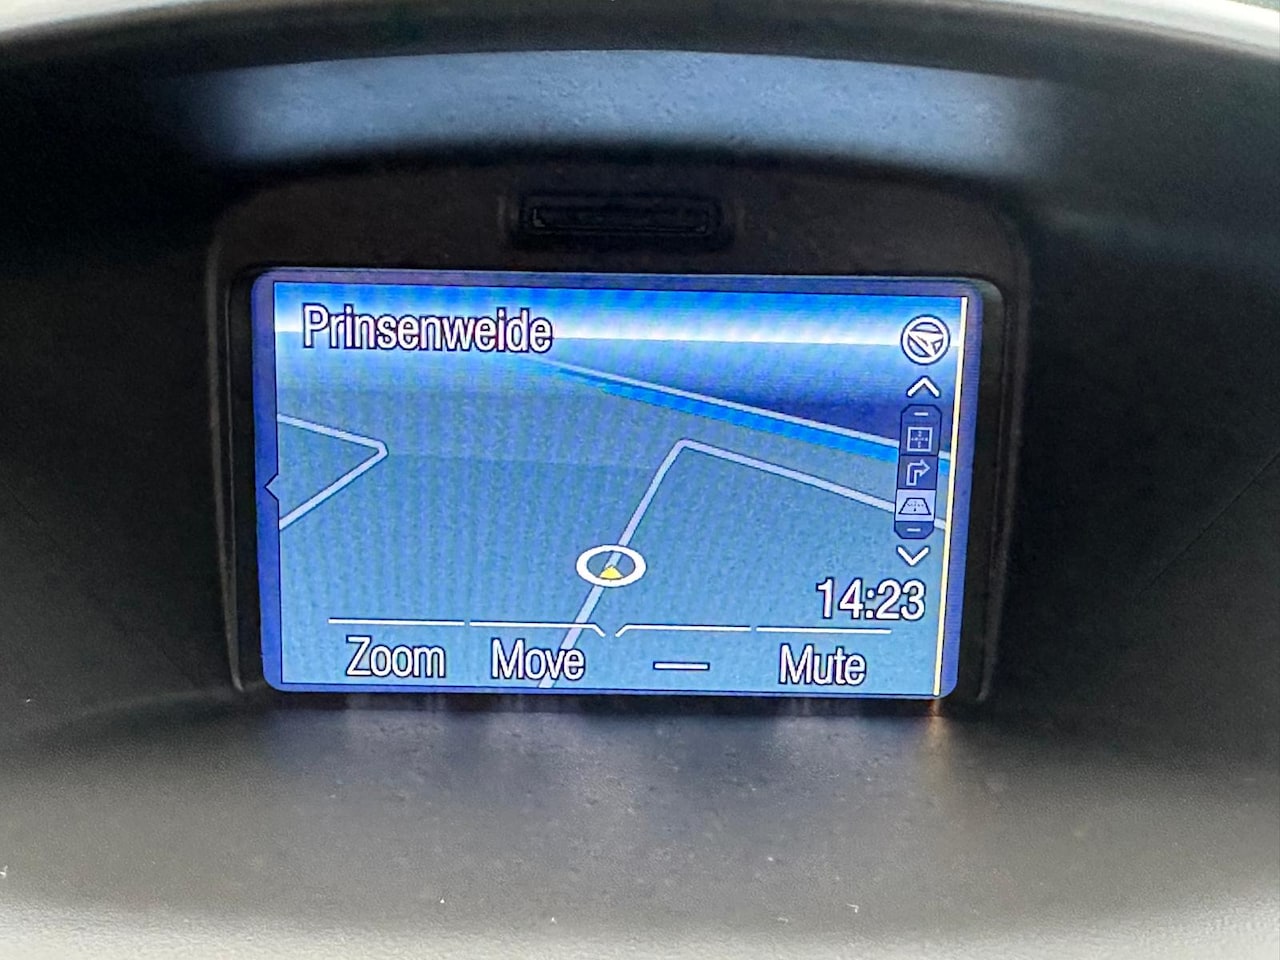 Prinsenweide
14:23
Zoom Move — Mute